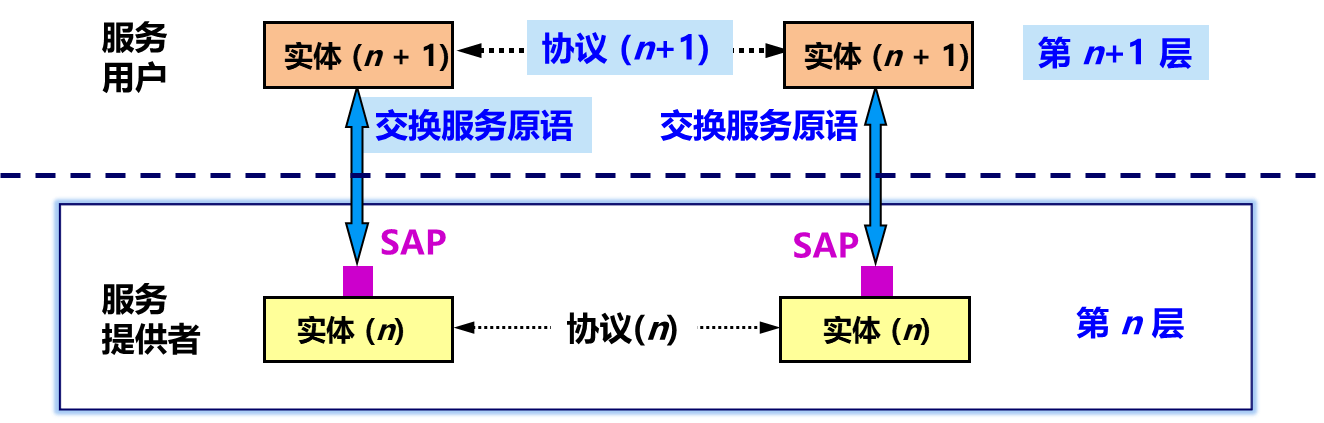 服务
用户
实体 (n + 1)
协议 (n+1)
实体 (n + 1)
第 n+1 层
交换服务原语
交换服务原语
SAP
SAP
服务
提供者
实体 (n)
协议(n)
实体 (n)
第 n 层